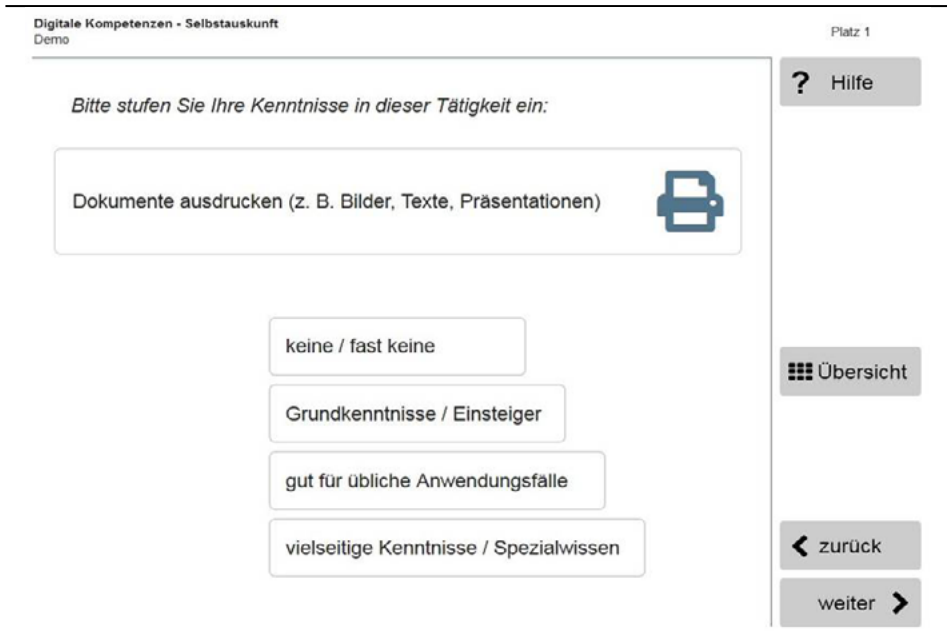 Digitale Kompetenzen - Selbstauskunft
Demo
Platz 1
? Hilfe
Bitte stufen Sie Ihre Kenntnisse in dieser Tätigkeit ein:
Dokumente ausdrucken (z. B. Bilder, Texte, Präsentationen)
keine / fast keine
Übersicht
Grundkenntnisse / Einsteiger
gut für übliche Anwendungsfälle
vielseitige Kenntnisse / Spezialwissen
zurück
weiter